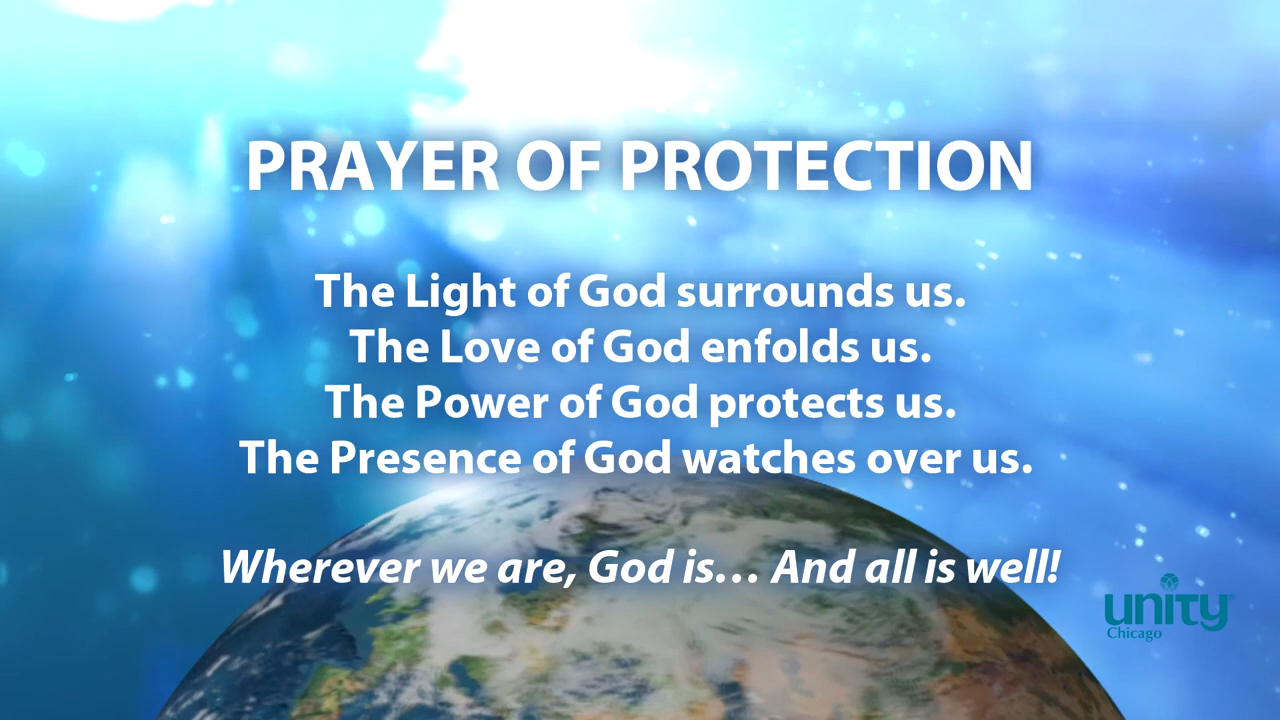 PRAYER OF PROTECTION
The Light of God surrounds us.
The Love of God enfolds us.
The Power of God protects us.
The Presence of God watches over us.
Wherever we are, God is… And all is well!
unity
Chicago